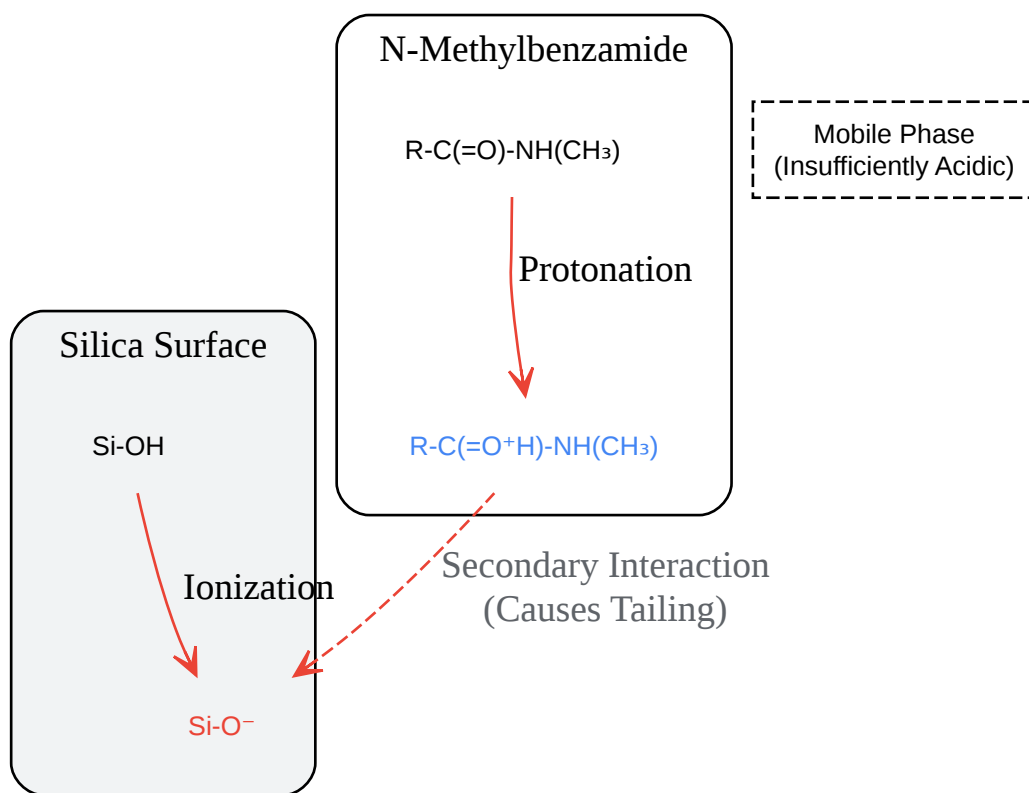 N-Methylbenzamide
R-C(=O)-NH(CH₃)
Mobile Phase
(Insufficiently Acidic)
Protonation
Silica Surface
Si-OH
R-C(=O⁺H)-NH(CH₃)
Secondary Interaction
(Causes Tailing)
Ionization
Si-O⁻